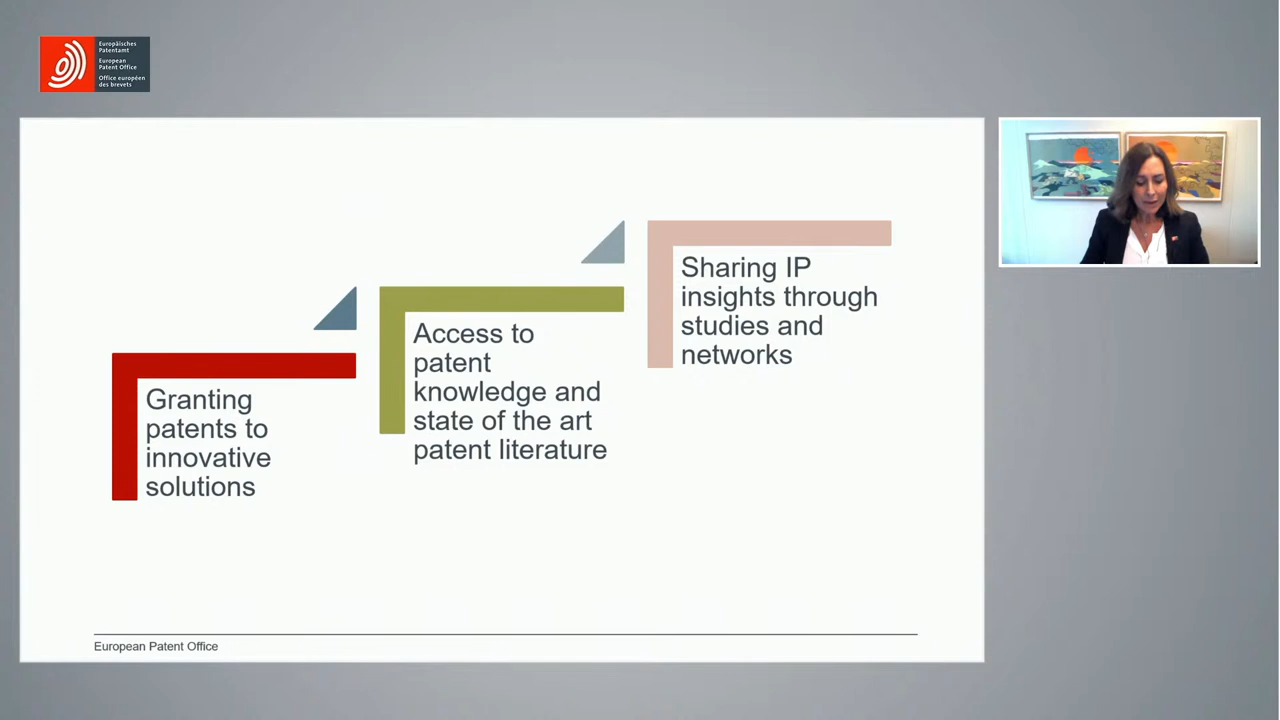 Europäisches
Patentamt
European
Patent Office
Office européen
des brevets
Granting
patents to
innovative
solutions
Access to
patent
knowledge and
state of the art
patent literature
Sharing IP
insights through
studies and
networks
European Patent Office